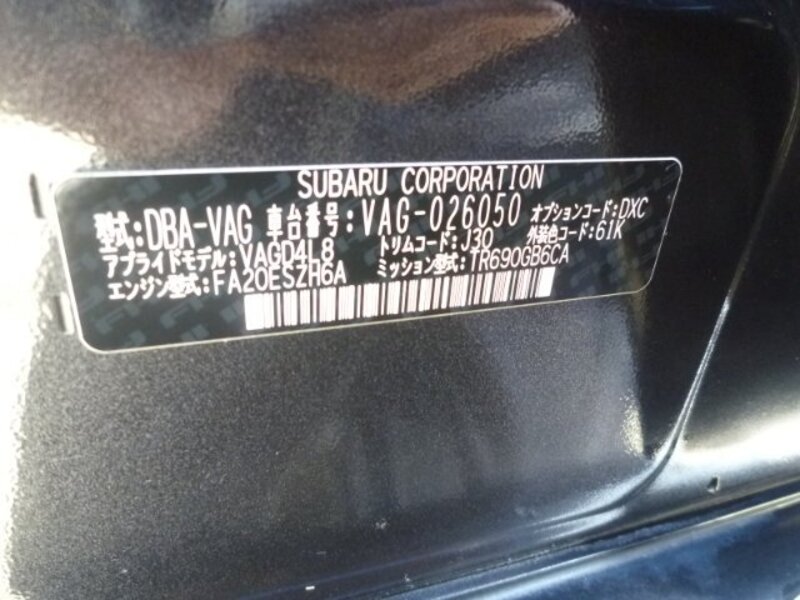 SUBARU CORPORATION
型式:DBA-VAG 車台番号:VAG-026050 オプションコード:DXC
アプライドモデル:VAGD4L8 トリムコード:J30 外装色コード:61K
エンジン型式:FA20ESZH6A ミッション型式:TR690GB6CA